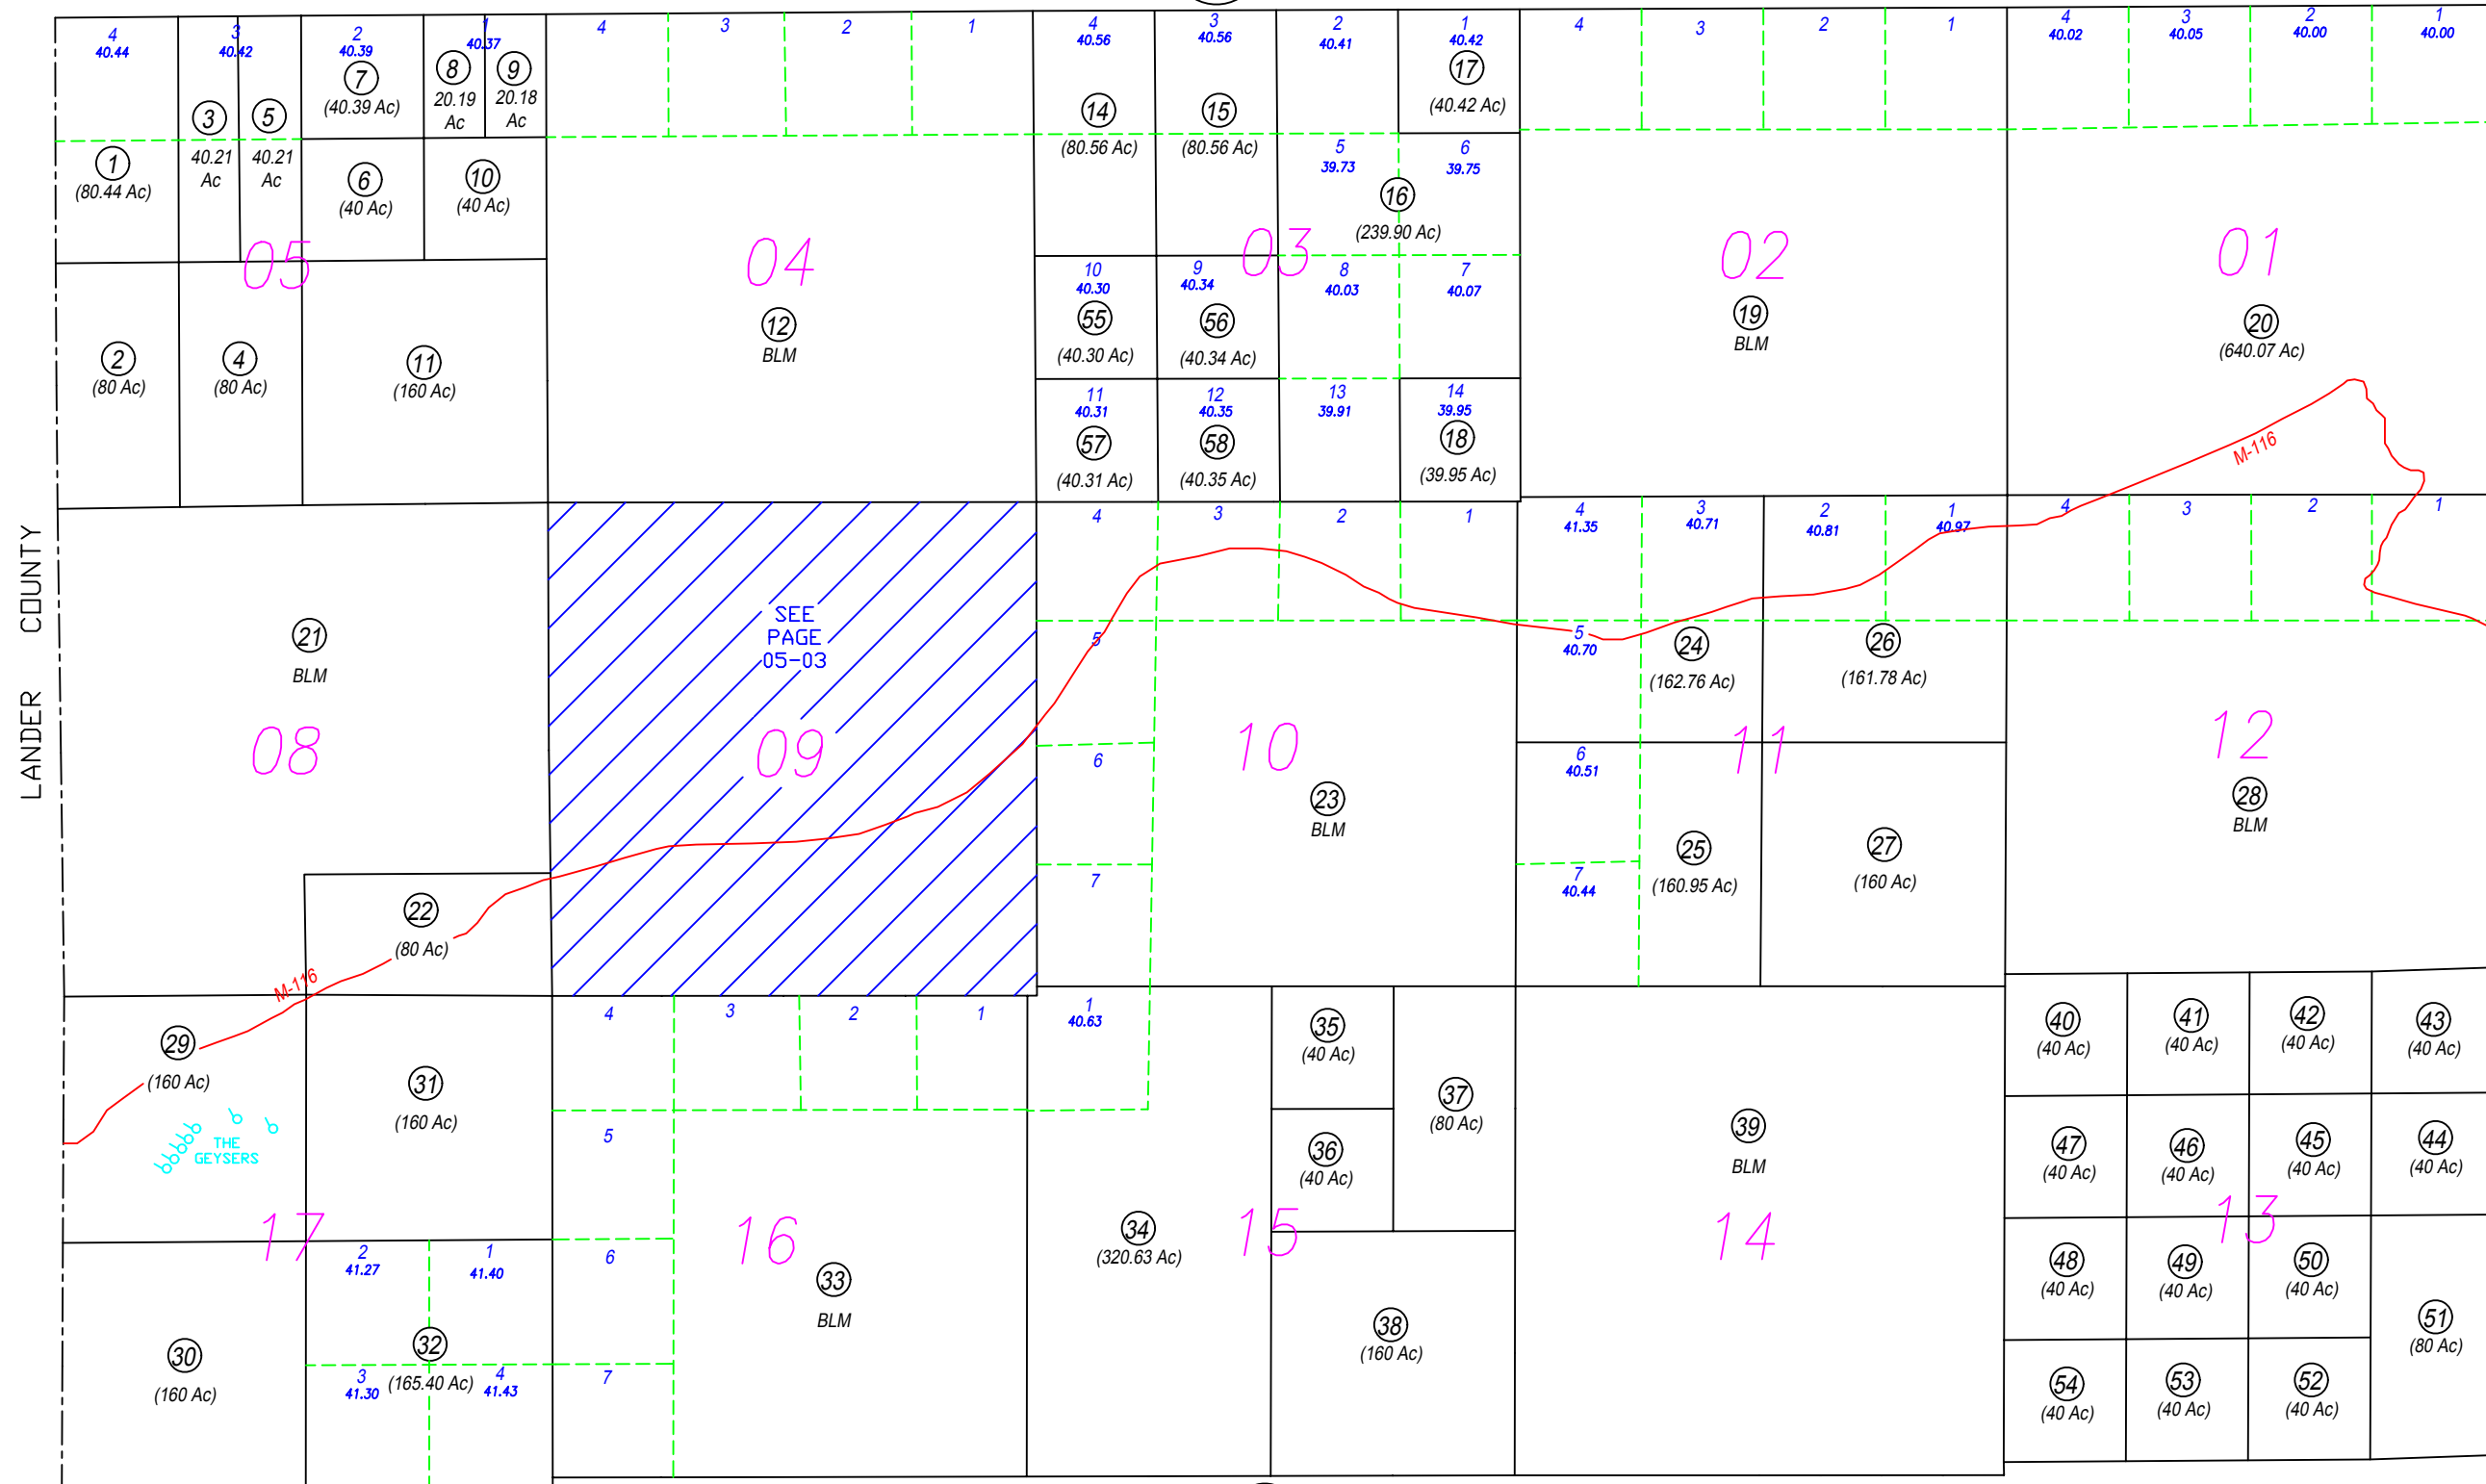 4 3 2 1 4 3 2 1 4 3 2 1 4 3 2 1 4 3 2 1
40.44 40.42 40.39 40.37 40.56 40.56 40.41 40.42 40.02 40.05 40.00 40.00
7 8 9 17
(40.39 Ac) 20.19 20.18 (40.42 Ac)
Ac Ac
3 5 14 15
40.21 40.21 (80.56 Ac) (80.56 Ac) 5 6
Ac Ac 39.73 39.75
1 6 10 16
(80.44 Ac) (40 Ac) (40 Ac) (239.90 Ac)
05 04 03 02 01
10 9 8 7
40.30 40.34 40.03 40.07
12 55 56 19 20
BLM (40.30 Ac) (40.34 Ac) BLM (640.07 Ac)
2 4 11
(80 Ac) (80 Ac) (160 Ac)
11 12 13 14
40.31 40.35 39.91 39.95
57 58 18 M-116
(40.31 Ac) (40.35 Ac) (39.95 Ac)
4 3 2 1 4 3 2 1 4 3 2 1
41.35 40.71 40.81 40.97
LANDER COUNTY
SEE
PAGE
05-03
21 5 5 24 26
BLM 40.70 (162.76 Ac) (161.78 Ac)
08 09 10 11 12
6 6
40.51
23 28
BLM BLM
7 7 25 27
40.44 (160.95 Ac) (160 Ac)
22
(80 Ac)
M-116
4 3 2 1 1
40.63
29 31 35 40 41 42 43
(160 Ac) (160 Ac) (40 Ac) (40 Ac) (40 Ac) (40 Ac) (40 Ac)
THE
GEYSERS
5 36 37 39 47 46 45 44
(40 Ac) (80 Ac) BLM (40 Ac) (40 Ac) (40 Ac) (40 Ac)
17 16 15 14 13
2 1 6 34
41.27 41.40 (320.63 Ac)
33 48 49 50
BLM (40 Ac) (40 Ac) (40 Ac)
30 32 38 51
(160 Ac) (165.40 Ac) (160 Ac) (80 Ac)
3 4 7 54 53 52
41.30 41.43 (40 Ac) (40 Ac) (40 Ac)